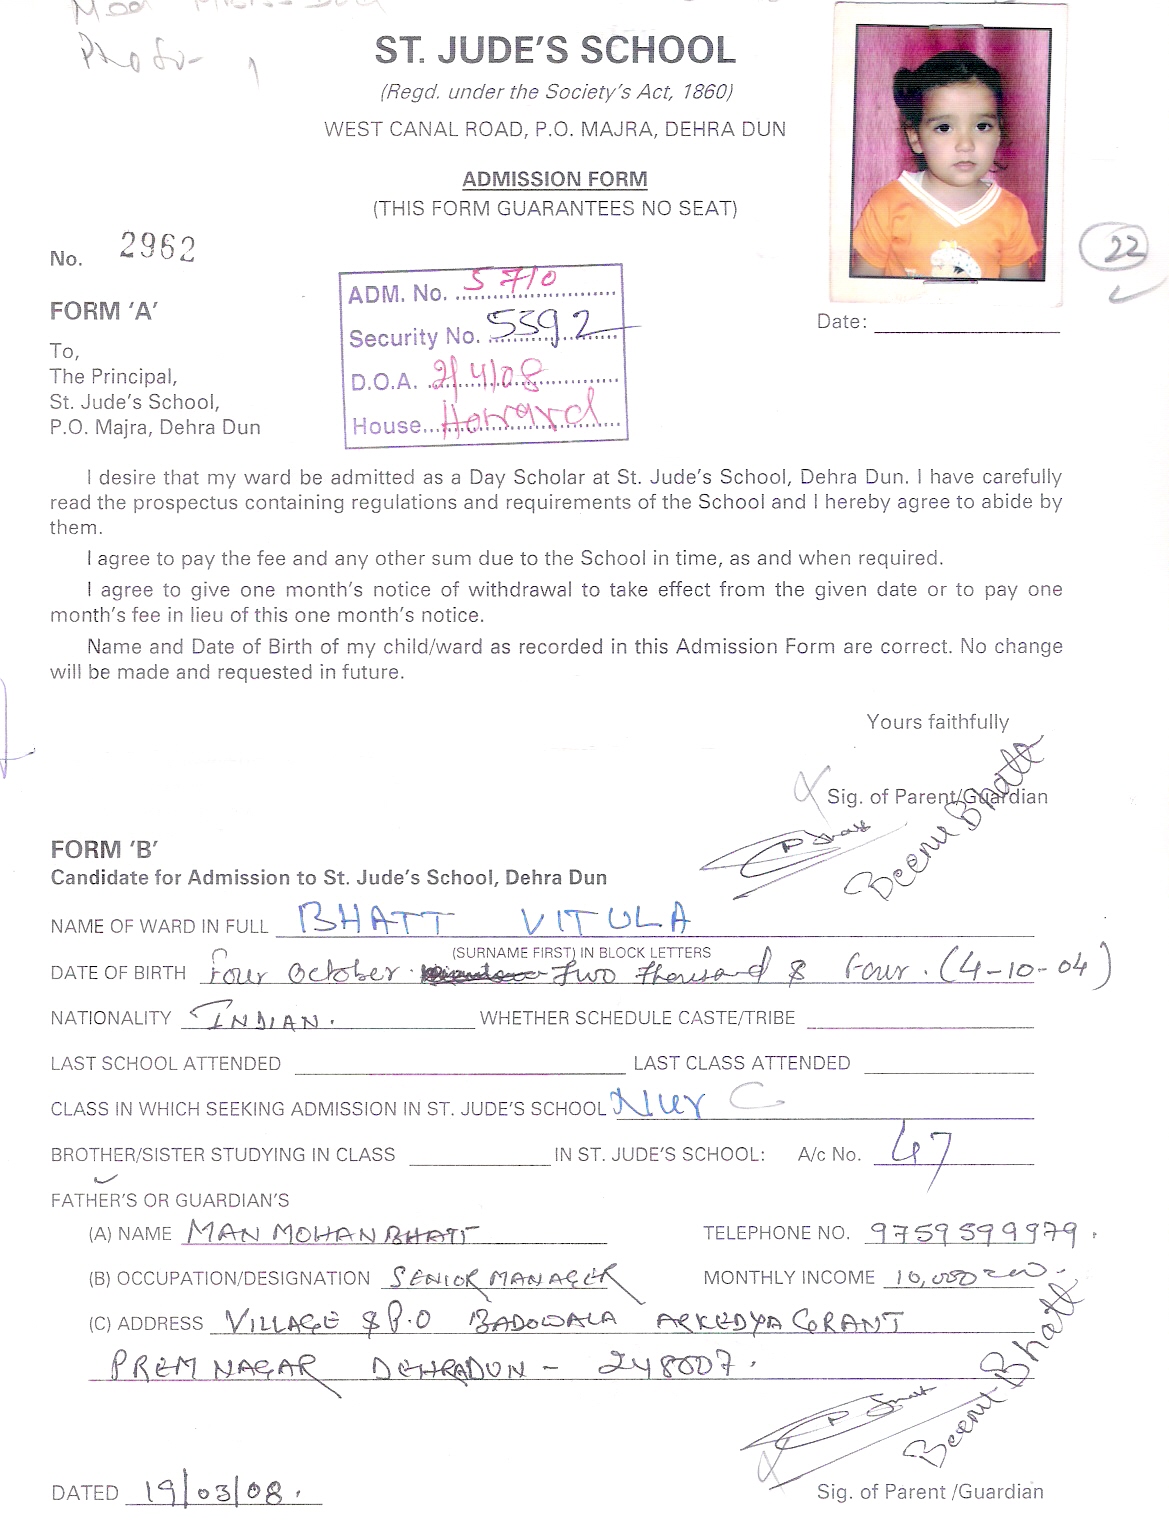 Photo- 1
ST. JUDE'S SCHOOL
(Regd. under the Society's Act, 1860)
WEST CANAL ROAD, P.O. MAJRA, DEHRA DUN
ADMISSION FORM
(THIS FORM GUARANTEES NO SEAT)
No. 2962
22
ADM. No. 5710
Security No. 5392
D.O.A. 2/4/08
House Howard
Date:
FORM 'A'
To,
The Principal,
St. Jude's School,
P.O. Majra, Dehra Dun
I desire that my ward be admitted as a Day Scholar at St. Jude's School, Dehra Dun. I have carefully
read the prospectus containing regulations and requirements of the School and I hereby agree to abide by
them.
I agree to pay the fee and any other sum due to the School in time, as and when required.
I agree to give one month's notice of withdrawal to take effect from the given date or to pay one
month's fee in lieu of this one month's notice.
Name and Date of Birth of my child/ward as recorded in this Admission Form are correct. No change
will be made and requested in future.
Yours faithfully
Sig. of Parent/Guardian
Beenu Bhatt
FORM 'B'
Candidate for Admission to St. Jude's School, Dehra Dun
NAME OF WARD IN FULL BHATT VITULA
(SURNAME FIRST) IN BLOCK LETTERS
DATE OF BIRTH Four October Two Thousand & Four. (4-10-04)
NATIONALITY INDIAN. WHETHER SCHEDULE CASTE/TRIBE
LAST SCHOOL ATTENDED LAST CLASS ATTENDED
CLASS IN WHICH SEEKING ADMISSION IN ST. JUDE'S SCHOOL Nur C
BROTHER/SISTER STUDYING IN CLASS IN ST. JUDE'S SCHOOL: A/c No. 47
FATHER'S OR GUARDIAN'S
(A) NAME MAN MOHAN BHATT TELEPHONE NO. 9759599979.
(B) OCCUPATION/DESIGNATION SENIOR MANAGER MONTHLY INCOME 10,000
(C) ADDRESS VILLAGE & P.O BADOWALA ARKEDYA GRANT
PREM NAGAR DEHRADUN - 248007.
Beenu Bhatt
DATED 19/03/08. Sig. of Parent /Guardian